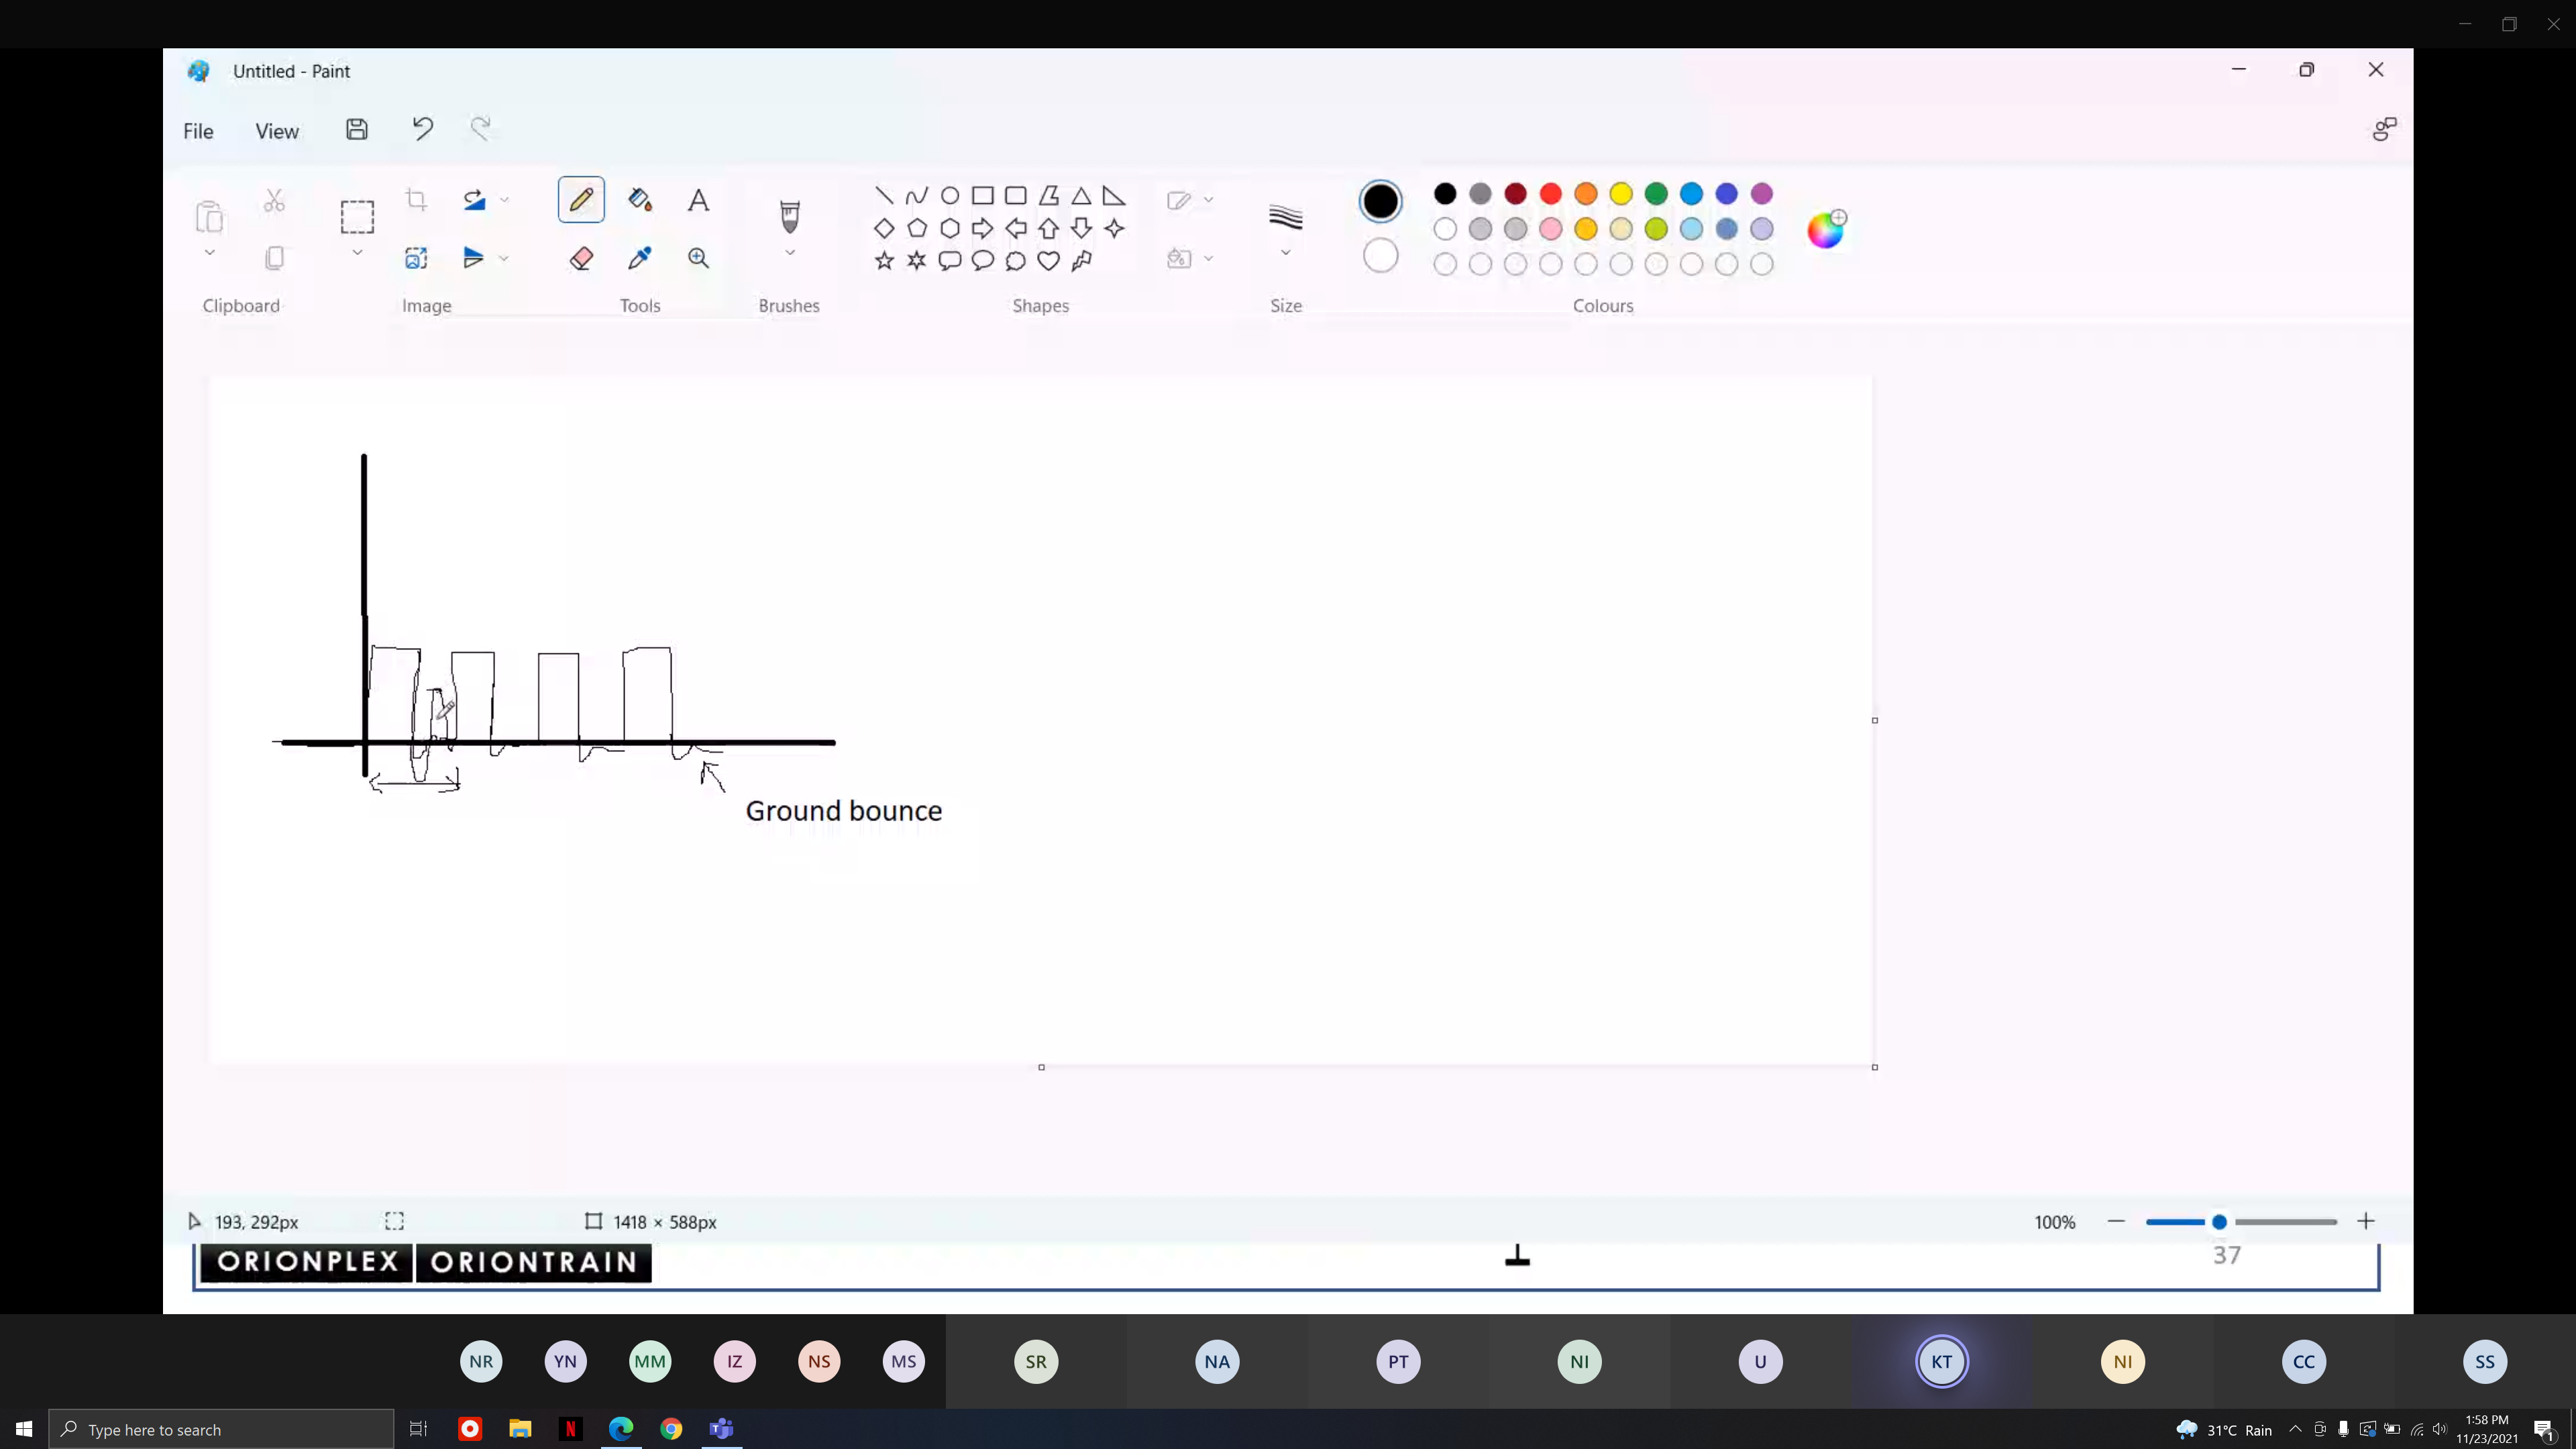 Untitled - Paint
File View
Clipboard Image Tools Brushes Shapes Size Colours
Ground bounce
193, 292px 1418 × 588px 100%
ORIONPLEX ORIONTRAIN 37
NR YN MM IZ NS MS SR NA PT NI U KT NI CC SS
Type here to search 31°C Rain 1:58 PM
11/23/2021 1